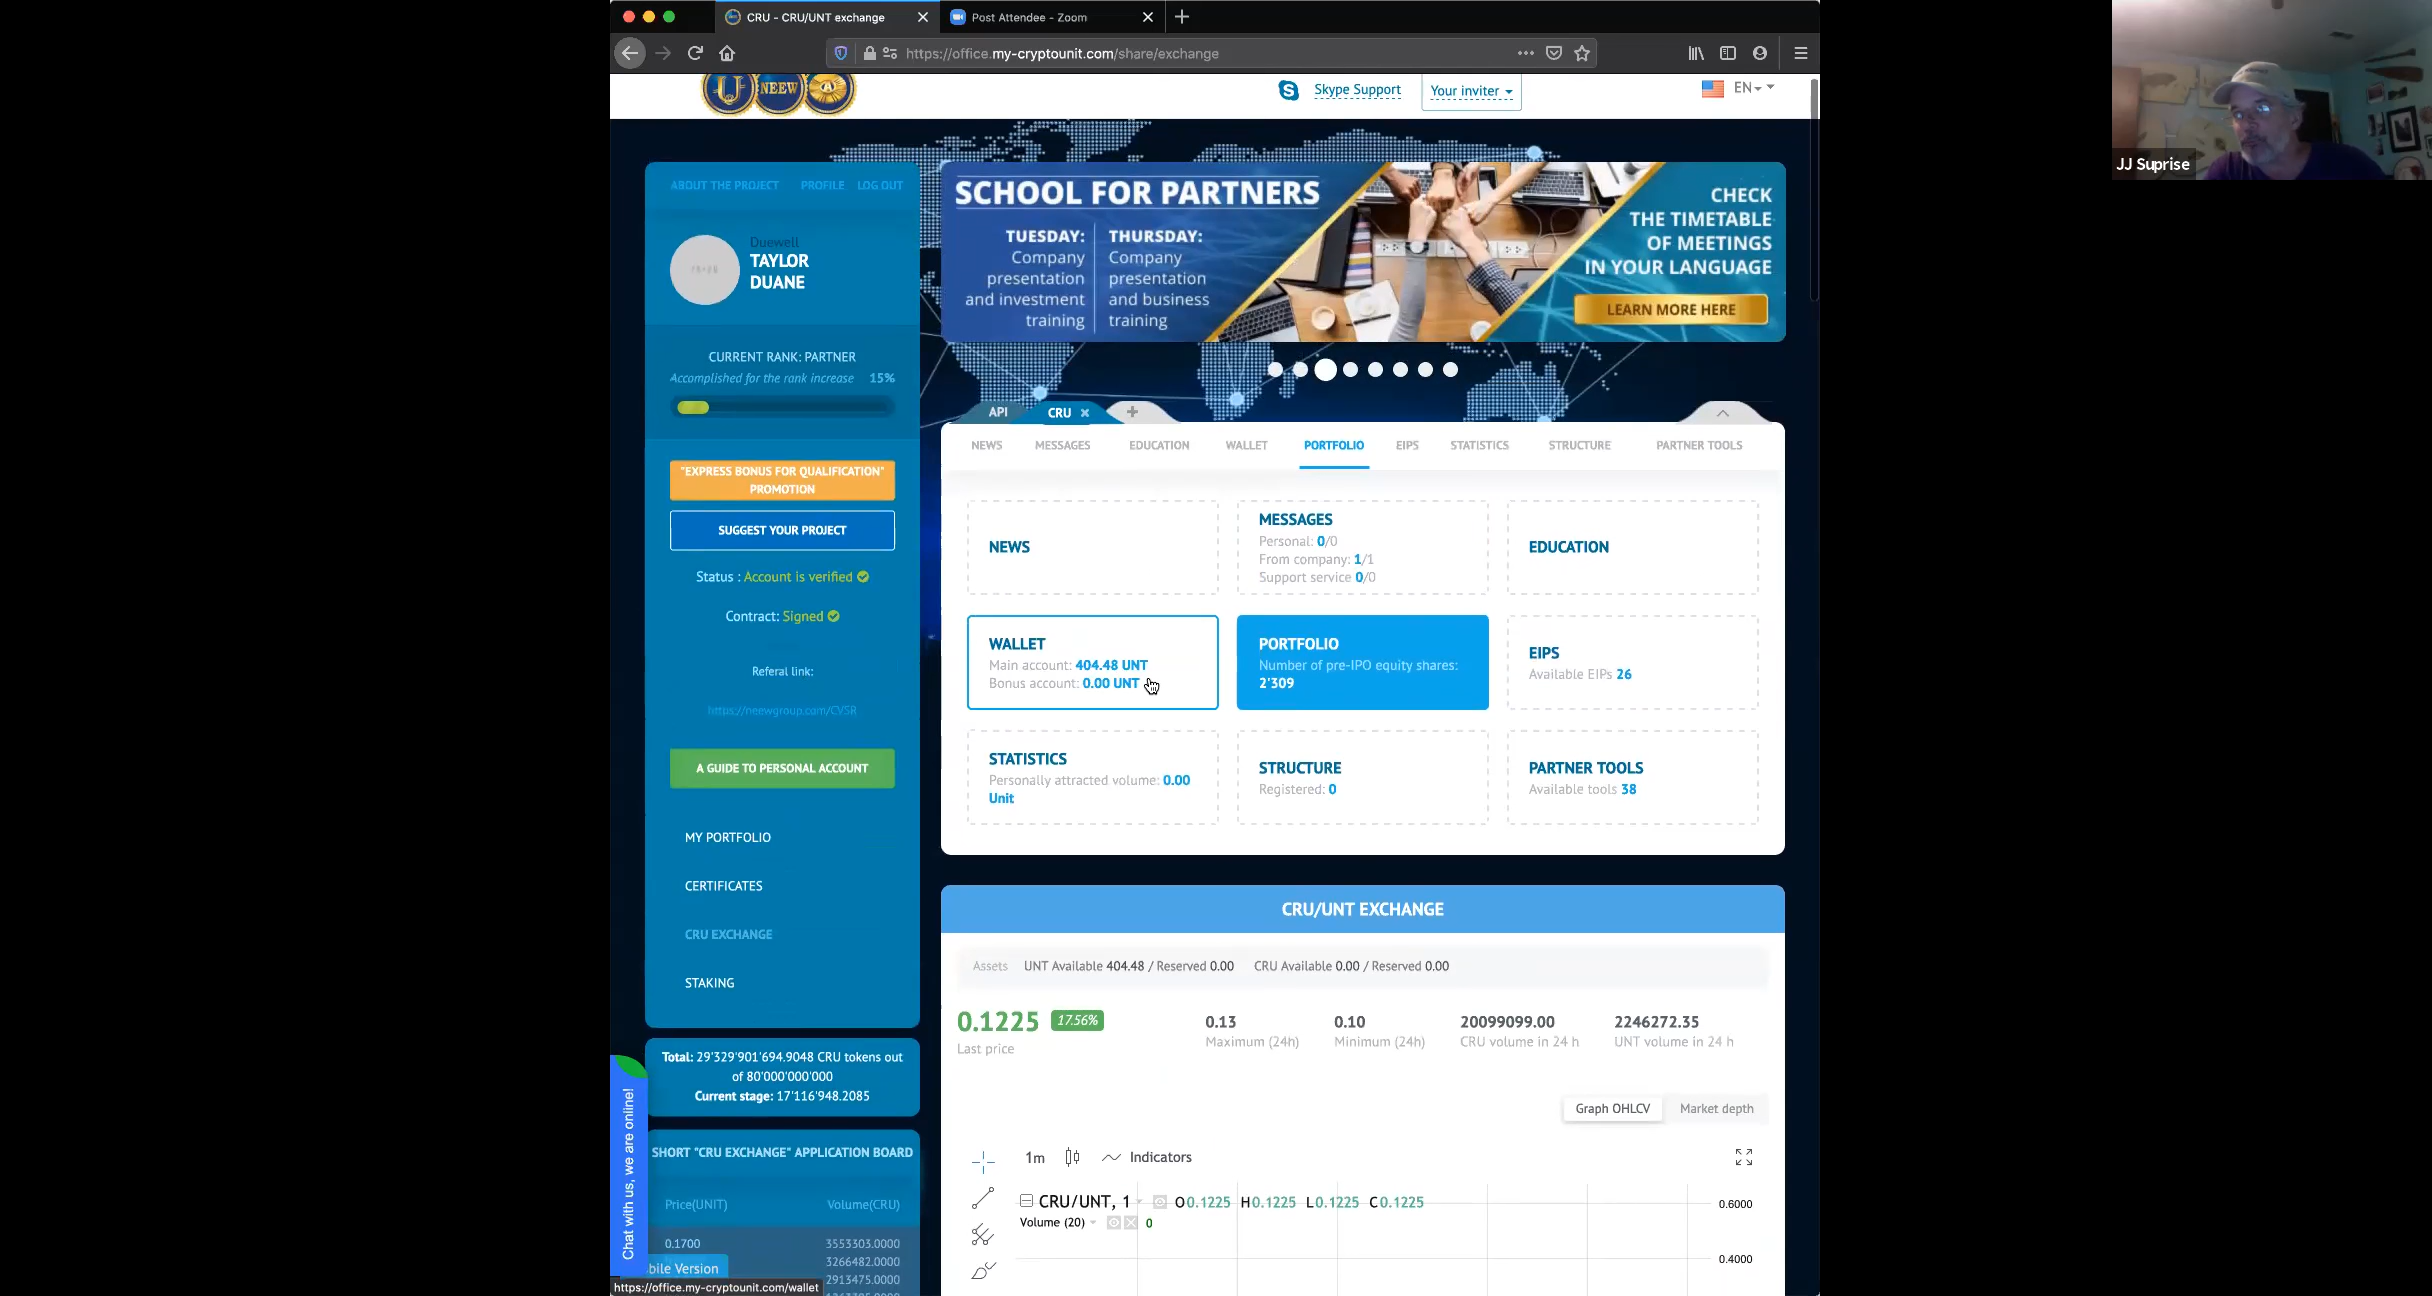 CRU - CRU/UNT exchange
Post Attendee - Zoom
https://office.my-cryptounit.com/share/exchange
U NEEW
Skype Support
Your inviter
EN
JJ Suprise
ABOUT THE PROJECT PROFILE LOG OUT
Duewell
TAYLOR
DUANE
CURRENT RANK: PARTNER
Accomplished for the rank increase 15%
"EXPRESS BONUS FOR QUALIFICATION"
PROMOTION
SUGGEST YOUR PROJECT
Status : Account is verified
Contract: Signed
Referal link:
https://neewgroup.com/CVSR
A GUIDE TO PERSONAL ACCOUNT
MY PORTFOLIO
CERTIFICATES
CRU EXCHANGE
STAKING
Total: 29'329'901'694.9048 CRU tokens out
of 80'000'000'000
Current stage: 17'116'948.2085
SHORT "CRU EXCHANGE" APPLICATION BOARD
Price(UNIT) Volume(CRU)
0.1700 3553303.0000
3266482.0000
2913475.0000
Chat with us, we are online!
bile Version
https://office.my-cryptounit.com/wallet
SCHOOL FOR PARTNERS
TUESDAY:
Company
presentation
and investment
training
THURSDAY:
Company
presentation
and business
training
CHECK
THE TIMETABLE
OF MEETINGS
IN YOUR LANGUAGE
LEARN MORE HERE
API CRU
NEWS MESSAGES EDUCATION WALLET PORTFOLIO EIPS STATISTICS STRUCTURE PARTNER TOOLS
NEWS
MESSAGES
Personal: 0/0
From company: 1/1
Support service 0/0
EDUCATION
WALLET
Main account: 404.48 UNT
Bonus account: 0.00 UNT
PORTFOLIO
Number of pre-IPO equity shares:
2'309
EIPS
Available EIPs 26
STATISTICS
Personally attracted volume: 0.00
Unit
STRUCTURE
Registered: 0
PARTNER TOOLS
Available tools 38
CRU/UNT EXCHANGE
Assets UNT Available 404.48 / Reserved 0.00 CRU Available 0.00 / Reserved 0.00
0.1225 17.56%
Last price
0.13
Maximum (24h)
0.10
Minimum (24h)
20099099.00
CRU volume in 24 h
2246272.35
UNT volume in 24 h
Graph OHLCV Market depth
1m Indicators
CRU/UNT, 1 O0.1225 H0.1225 L0.1225 C0.1225
Volume (20) 0
0.6000
0.4000